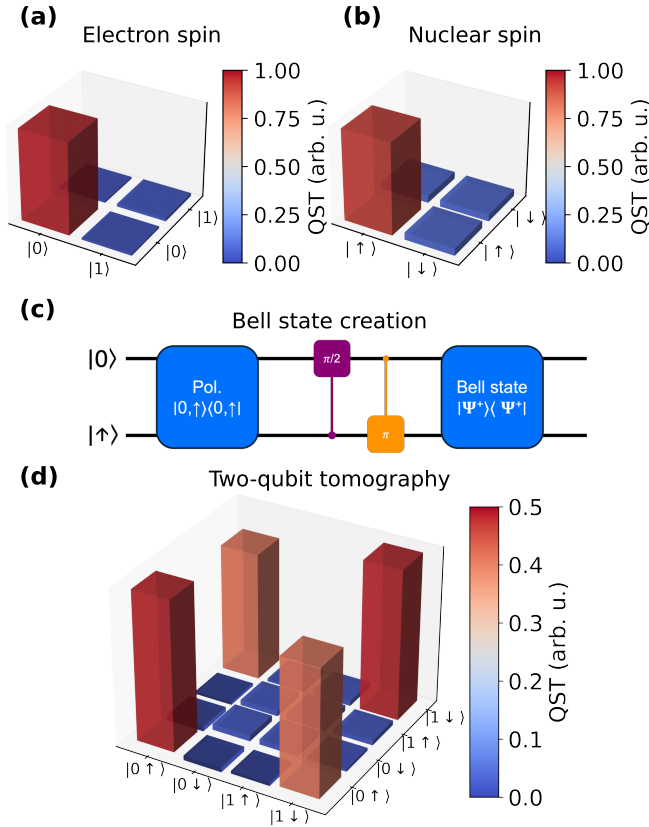 (a)
Electron spin
1.00
0.75
0.50
0.25
0.00
QST (arb. u.)
|0⟩
|1⟩
|0⟩
|1⟩
(b)
Nuclear spin
1.00
0.75
0.50
0.25
0.00
QST (arb. u.)
|↑⟩
|↓⟩
|↑⟩
|↓⟩
(c)
Bell state creation
|0⟩
|↑⟩
Pol.
|0,↑⟩⟨0,↑|
π/2
π
Bell state
|Ψ⁺⟩⟨ Ψ⁺|
(d)
Two-qubit tomography
0.5
0.4
0.3
0.2
0.1
0.0
QST (arb. u.)
|0 ↑⟩
|0 ↓⟩
|1 ↑⟩
|1 ↓⟩
|0 ↑⟩
|0 ↓⟩
|1 ↑⟩
|1 ↓⟩